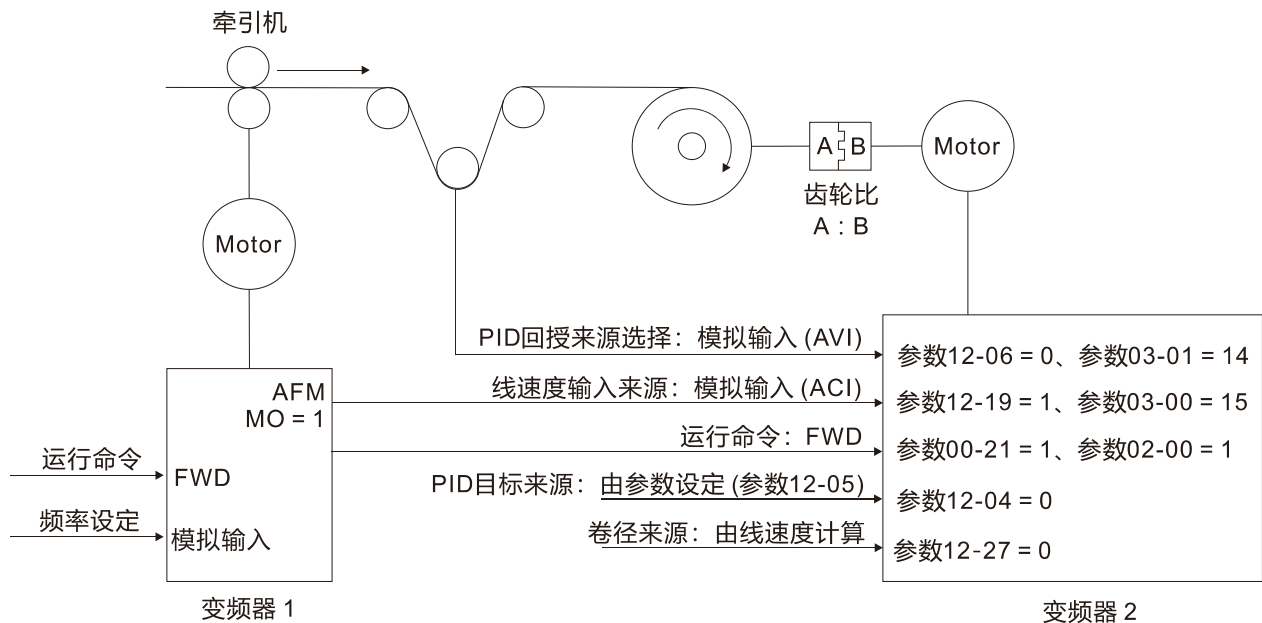 牵引机
A B
Motor
齿轮比
A : B
Motor
PID回授来源选择：模拟输入 (AVI)
参数12-06 = 0、参数03-01 = 14
AFM
MO = 1
线速度输入来源：模拟输入 (ACI)
参数12-19 = 1、参数03-00 = 15
运行命令：FWD
参数00-21 = 1、参数02-00 = 1
运行命令
FWD
PID目标来源：由参数设定 (参数12-05)
参数12-04 = 0
频率设定
模拟输入
卷径来源：由线速度计算
参数12-27 = 0
变频器 1
变频器 2